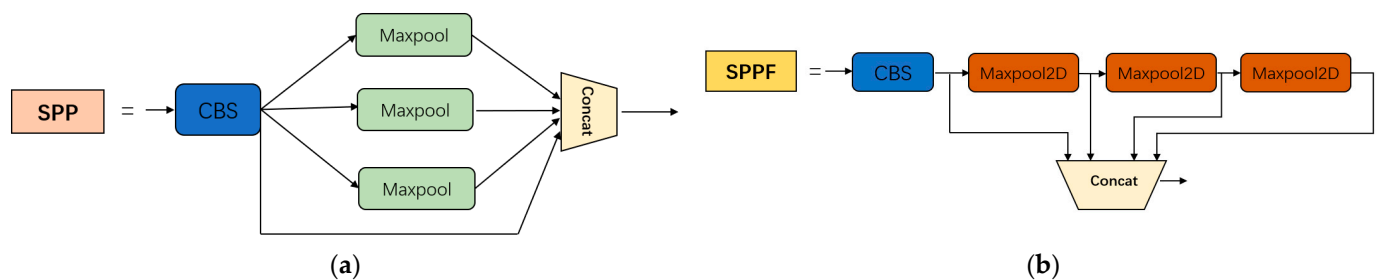 SPP
=
CBS
Maxpool
Maxpool
Maxpool
Concat
(a)
SPPF
=
CBS
Maxpool2D
Maxpool2D
Maxpool2D
Concat
(b)